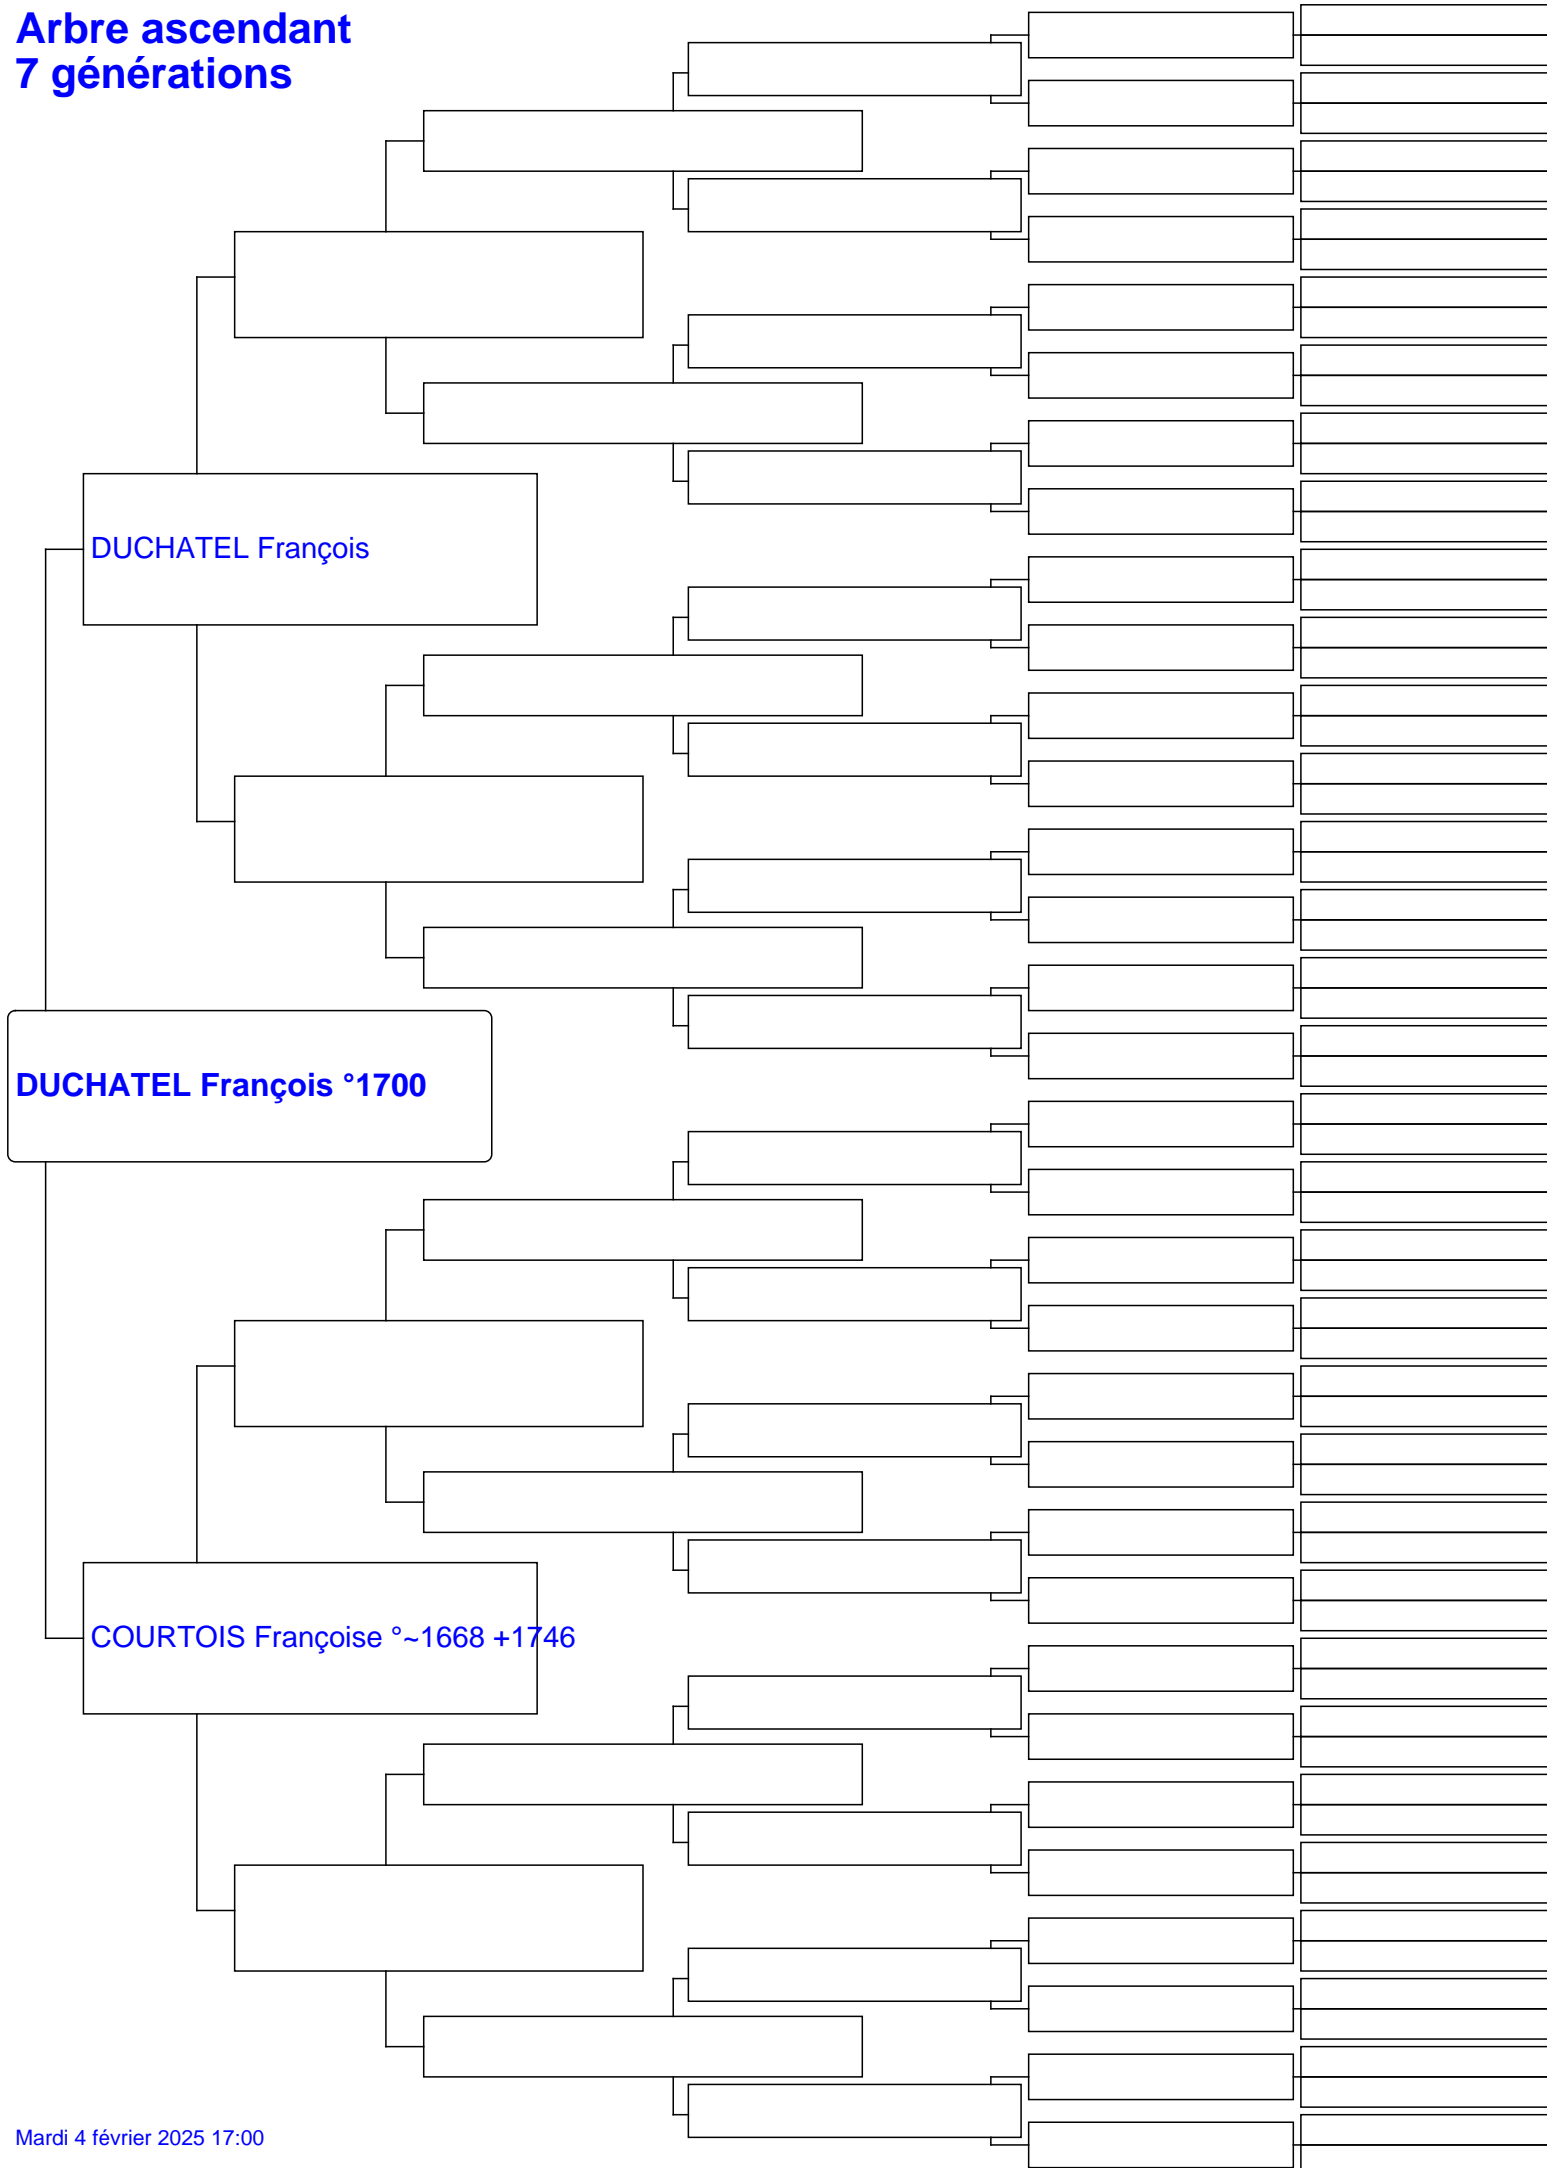 Arbre ascendant
7 générations
DUCHATEL François
DUCHATEL François °1700
COURTOIS Françoise °~1668 +1746
Mardi 4 février 2025 17:00